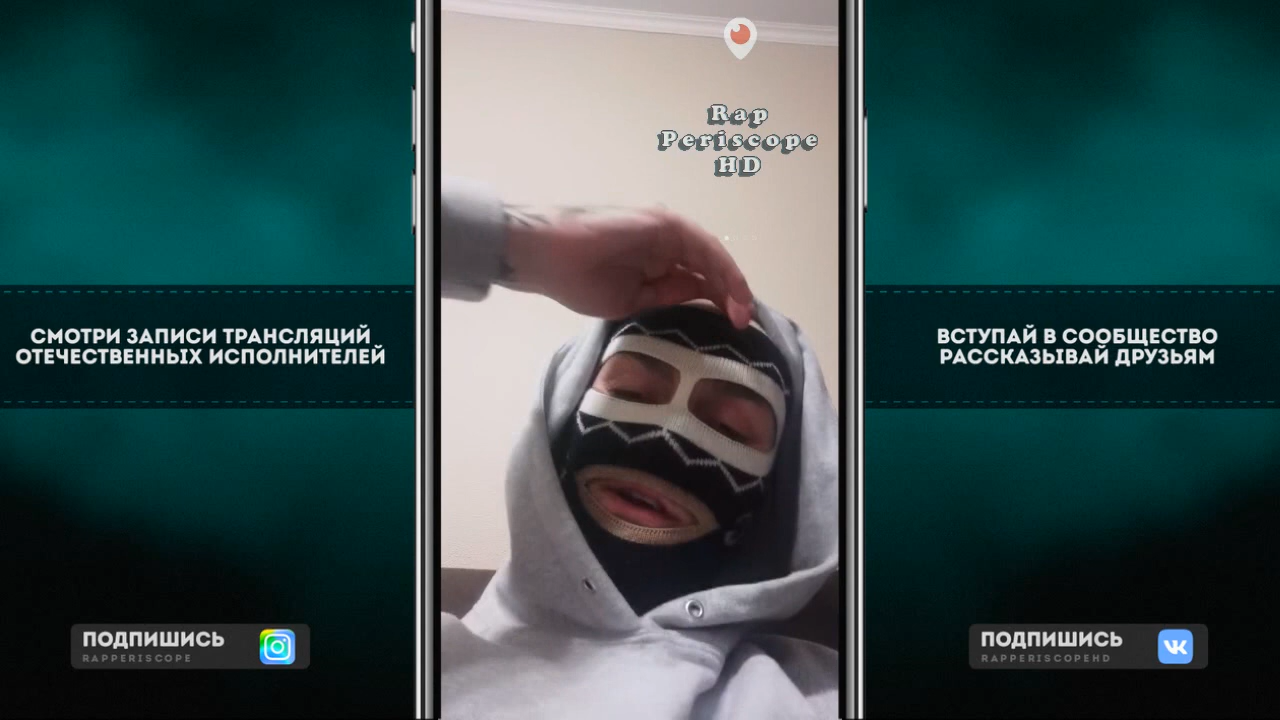 Rap
Periscope
HD
СМОТРИ ЗАПИСИ ТРАНСЛЯЦИЙ
ОТЕЧЕСТВЕННЫХ ИСПОЛНИТЕЛЕЙ
ВСТУПАЙ В СООБЩЕСТВО
РАССКАЗЫВАЙ ДРУЗЬЯМ
ПОДПИШИСЬ
RAPPERISCOPE
ПОДПИШИСЬ
RAPPERISCOPEHD